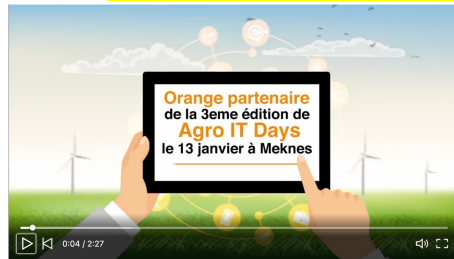 Orange partenaire
de la 3eme édition de
Agro IT Days
le 13 janvier à Meknes
0:04 / 2:27